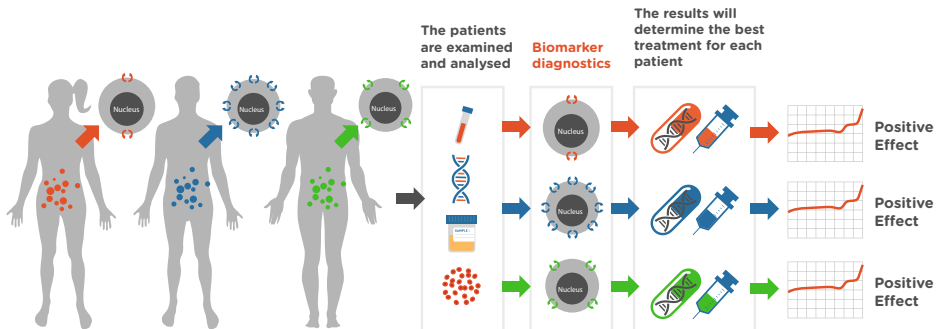 The patients
are examined
and analysed
Biomarker
diagnostics
The results will
determine the best
treatment for each
patient
Nucleus
Nucleus
Nucleus
Nucleus
Nucleus
Nucleus
SAMPLE :
Positive
Effect
Positive
Effect
Positive
Effect